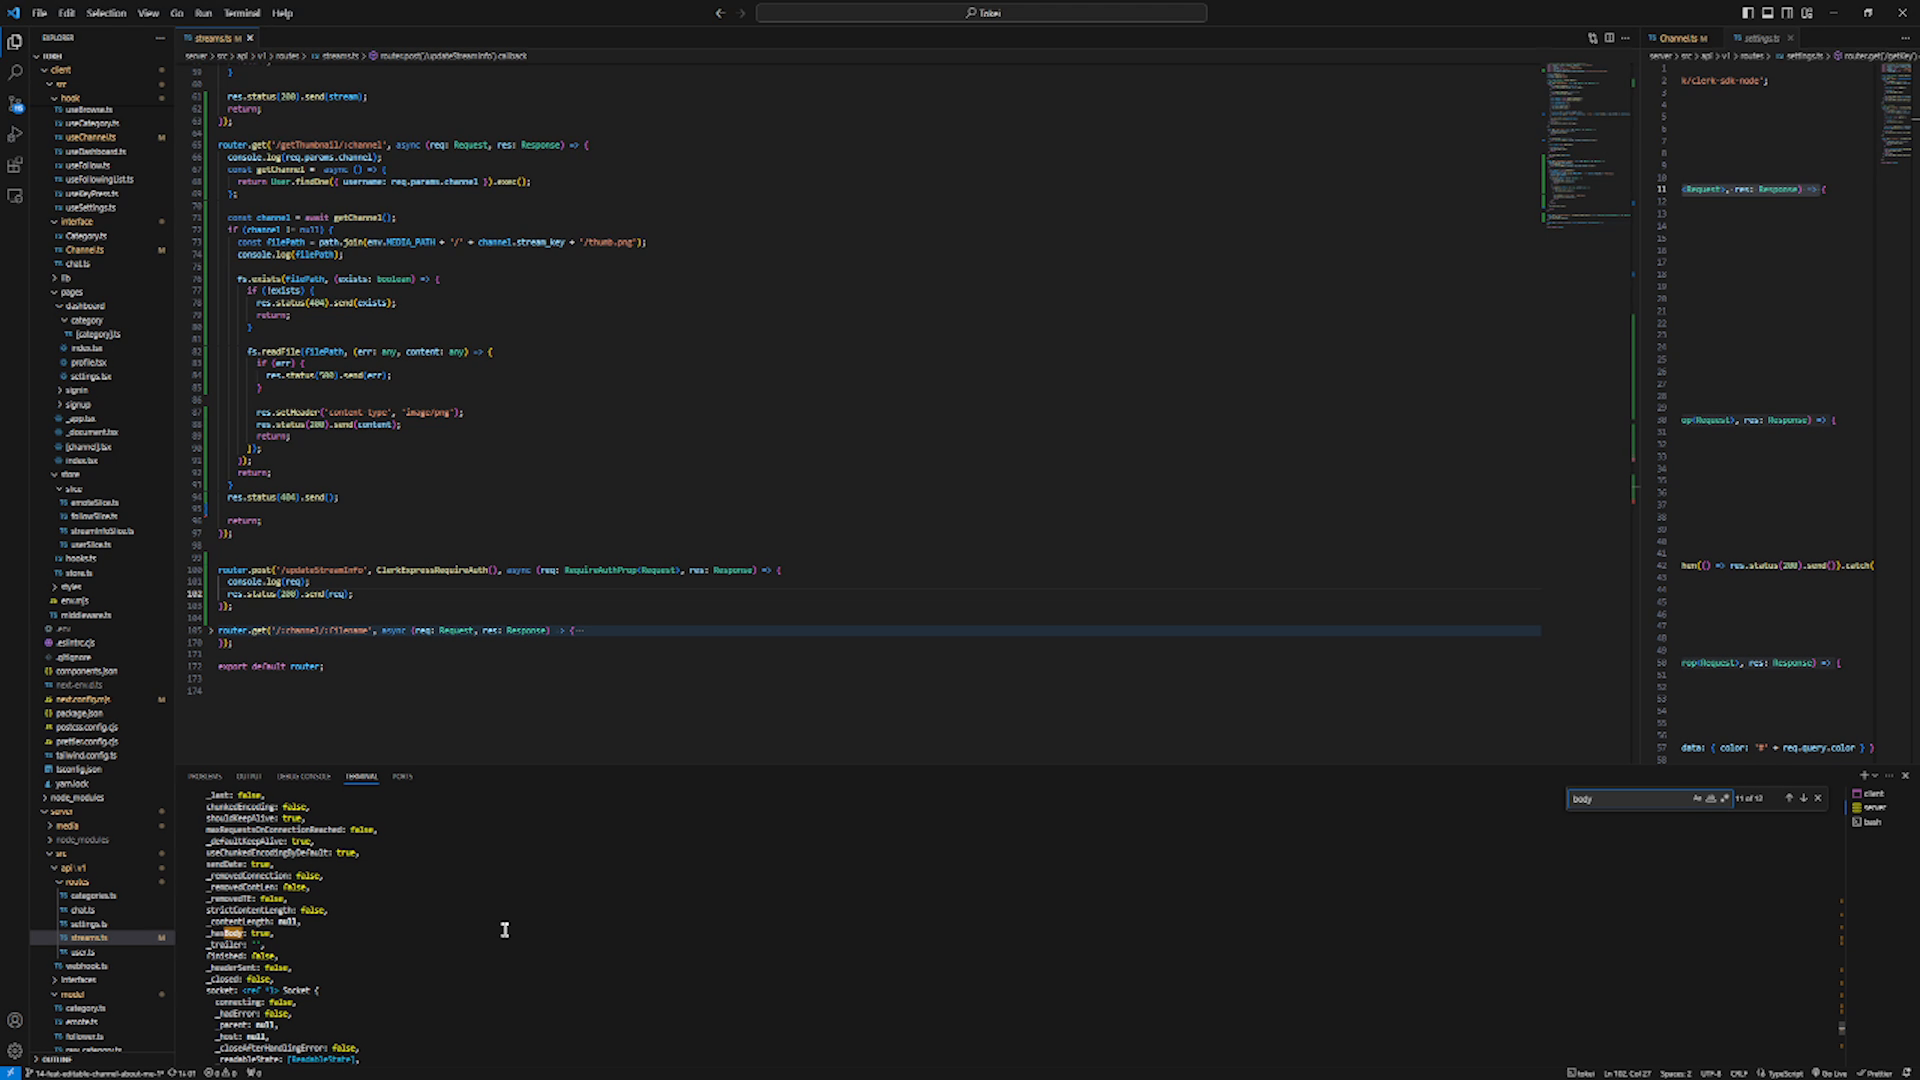 File Edit Selection View Go Run Terminal Help
Tokei
EXPLORER
TOKEI
client
src
hook
useBrowse.ts
useCategory.ts
useChannel.ts M
useDashboard.ts
useFollow.ts
useFollowingList.ts
useKeyPress.ts
useSettings.ts
interface
Category.ts
Channel.ts M
chat.ts
lib
pages
dashboard
category
[category].ts
index.tsx
profile.tsx
settings.tsx
signin
signup
_app.tsx
_document.tsx
[channel].tsx
index.tsx
store
slice
emoteSlice.ts
followSlice.ts
streamInfoSlice.ts
userSlice.ts
hooks.ts
store.ts
styles
env.mjs
middleware.ts
.env
.eslintrc.cjs
.gitignore
components.json
next-env.d.ts
next.config.mjs M
package.json
postcss.config.cjs
prettier.config.cjs
tailwind.config.ts
tsconfig.json
yarn.lock
node_modules
server
media
node_modules
src
api\v1
routes
categories.ts
chat.ts
settings.ts
streams.ts M
user.ts
webhook.ts
interfaces
model
category.ts
emote.ts
follower.ts
OUTLINE
streams.ts M
server > src > api > v1 > routes > streams.ts > router.post('/updateStreamInfo') callback
59 }
60
61 res.status(200).send(stream);
62 return;
63 });
64
65 router.get('/getThumbnail/:channel', async (req: Request, res: Response) => {
66 console.log(req.params.channel);
67 const getChannel = async () => {
68 return User.findOne({ username: req.params.channel }).exec();
69 };
70
71 const channel = await getChannel();
72 if (channel != null) {
73 const filePath = path.join(env.MEDIA_PATH + '/' + channel.stream_key + '/thumb.png');
74 console.log(filePath);
75
76 fs.exists(filePath, (exists: boolean) => {
77 if (!exists) {
78 res.status(404).send(exists);
79 return;
80 }
81
82 fs.readFile(filePath, (err: any, content: any) => {
83 if (err) {
84 res.status(500).send(err);
85 }
86
87 res.setHeader('content-type', 'image/png');
88 res.status(200).send(content);
89 return;
90 });
91 });
92 return;
93 }
94 res.status(404).send();
95
96 return;
97 });
98
99
100 router.post('/updateStreamInfo', ClerkExpressRequireAuth(), async (req: RequireAuthProp<Request>, res: Response) => {
101 console.log(req);
102 res.status(200).send(req);
103 });
104
105 router.get('/:channel/:filename', async (req: Request, res: Response) => {…
170 });
171
172 export default router;
173
174
Channel.ts M settings.ts
server > src > api > v1 > routes > settings.ts > router.get('/getKey')
k/clerk-sdk-node';
<Request>, res: Response) => {
op<Request>, res: Response) => {
hen(() => res.status(200).send()).catch(
rop<Request>, res: Response) => {
data: { color: '#' + req.query.color } }
PROBLEMS OUTPUT DEBUG CONSOLE TERMINAL PORTS
_last: false,
chunkedEncoding: false,
shouldKeepAlive: true,
maxRequestsOnConnectionReached: false,
_defaultKeepAlive: true,
useChunkedEncodingByDefault: true,
sendDate: true,
_removedConnection: false,
_removedContLen: false,
_removedTE: false,
strictContentLength: false,
_contentLength: null,
_hasBody: true,
_trailer: '',
finished: false,
_headerSent: false,
_closed: false,
socket: <ref *1> Socket {
connecting: false,
_hadError: false,
_parent: null,
_host: null,
_closeAfterHandlingError: false,
_readableState: [ReadableState],
body
11 of 12
client
server
bash
14-feat-editable-channel-about-me-1*
tokei Ln 102, Col 27 Spaces: 2 UTF-8 CRLF TypeScript Go Live Prettier